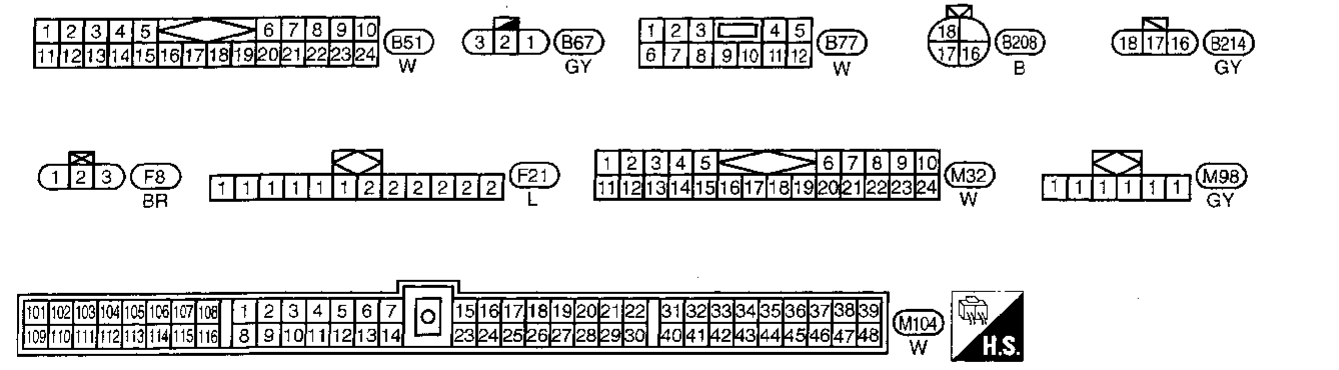 1 2 3 4 5 6 7 8 9 10
11 12 13 14 15 16 17 18 19 20 21 22 23 24
B51
W
3 2 1
B67
GY
1 2 3 4 5
6 7 8 9 10 11 12
B77
W
18
17 16
B208
B
18 17 16
B214
GY
1 2 3
F8
BR
1 1 1 1 1 1 2 2 2 2 2 2
F21
L
1 2 3 4 5 6 7 8 9 10
11 12 13 14 15 16 17 18 19 20 21 22 23 24
M32
W
1 1 1 1 1 1
M98
GY
101 102 103 104 105 106 107 108 1 2 3 4 5 6 7 15 16 17 18 19 20 21 22 31 32 33 34 35 36 37 38 39
109 110 111 112 113 114 115 116 8 9 10 11 12 13 14 23 24 25 26 27 28 29 30 40 41 42 43 44 45 46 47 48
M104
W
H.S.